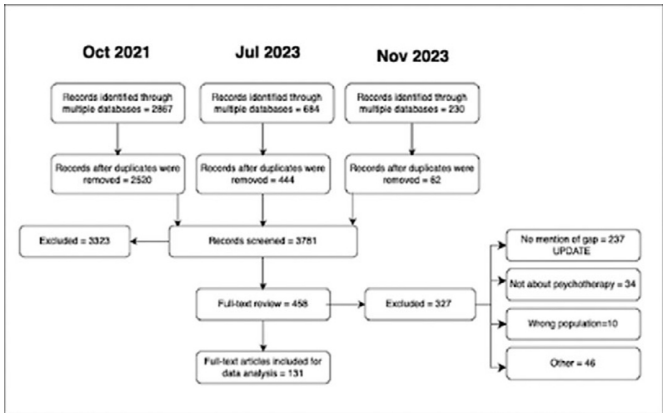 Oct 2021
Jul 2023
Nov 2023
Records identified through
multiple databases = 2867
Records identified through
multiple databases = 684
Records identified through
multiple databases = 230
Records after duplicates were
removed = 2520
Records after duplicates were
removed = 444
Records after duplicates were
removed = 62
Excluded = 3323
Records screened = 3781
No mention of gap = 237
UPDATE
Not about psychotherapy = 34
Full-text review = 458
Excluded = 327
Wrong population=10
Other = 46
Full-text articles included for
data analysis = 131